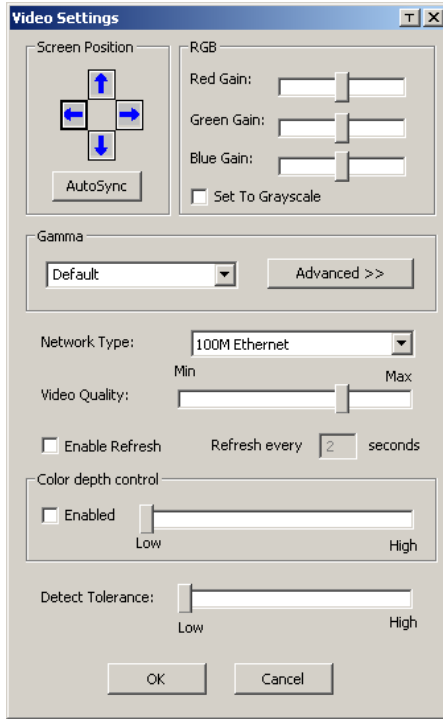 Video Settings
T X
Screen Position
AutoSync
RGB
Red Gain:
Green Gain:
Blue Gain:
Set To Grayscale
Gamma
Default
Advanced >>
Network Type:
100M Ethernet
Min
Max
Video Quality:
Enable Refresh
Refresh every 2 seconds
Color depth control
Enabled
Low
High
Detect Tolerance:
Low
High
OK
Cancel